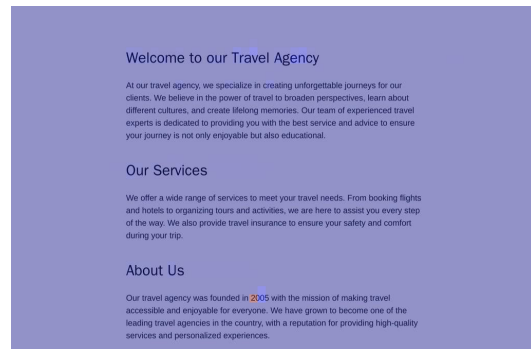 Welcome to our Travel Agency
At our travel agency, we specialize in creating unforgettable journeys for our
clients. We believe in the power of travel to broaden perspectives, learn about
different cultures, and create lifelong memories. Our team of experienced travel
experts is dedicated to providing you with the best service and advice to ensure
your journey is not only enjoyable but also educational.
Our Services
We offer a wide range of services to meet your travel needs. From booking flights
and hotels to organizing tours and activities, we are here to assist you every step
of the way. We also provide travel insurance to ensure your safety and comfort
during your trip.
About Us
Our travel agency was founded in 2005 with the mission of making travel
accessible and enjoyable for everyone. We have grown to become one of the
leading travel agencies in the country, with a reputation for providing high-quality
services and personalized experiences.